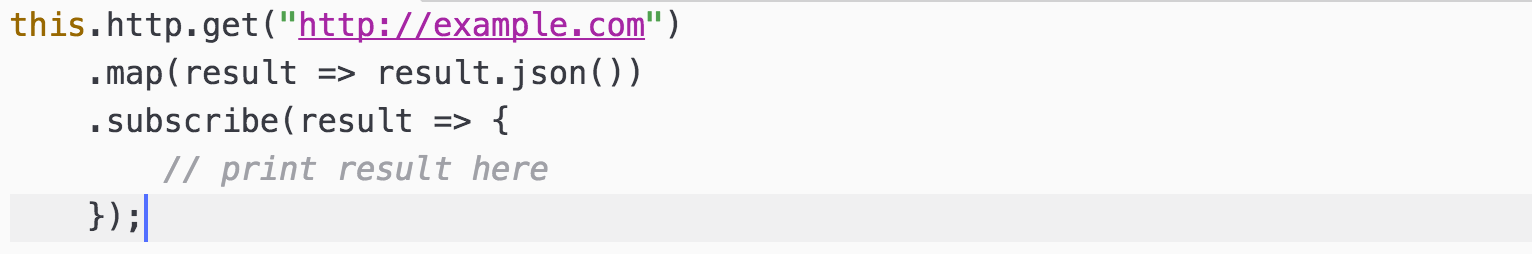 this.http.get("http://example.com")
    .map(result => result.json())
    .subscribe(result => {
        // print result here
    });